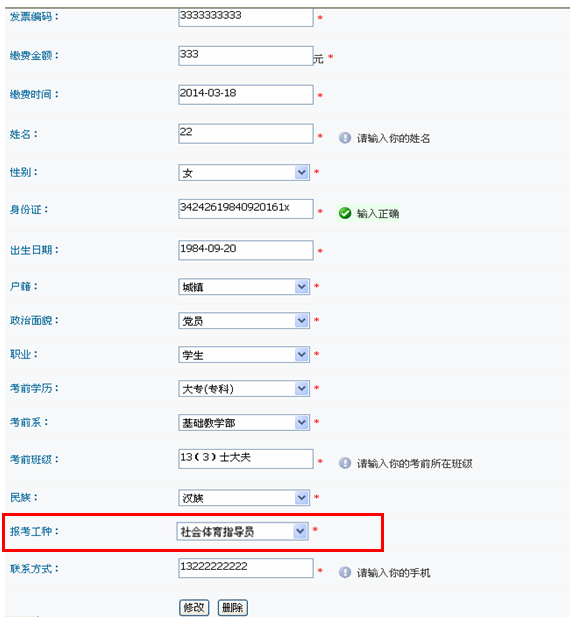 发票编码： 3333333333 *
缴费金额： 333 元 *
缴费时间： 2014-03-18 *
姓名： 22 * 请输入你的姓名
性别： 女 *
身份证： 34242619840920161x * 输入正确
出生日期： 1984-09-20 *
户籍： 城镇 *
政治面貌： 党员 *
职业： 学生 *
考前学历： 大专(专科) *
考前系： 基础教学部 *
考前班级： 13（3）士大夫 * 请输入你的考前所在班级
民族： 汉族 *
报考工种： 社会体育指导员 *
联系方式： 13222222222 * 请输入你的手机
修改 删除